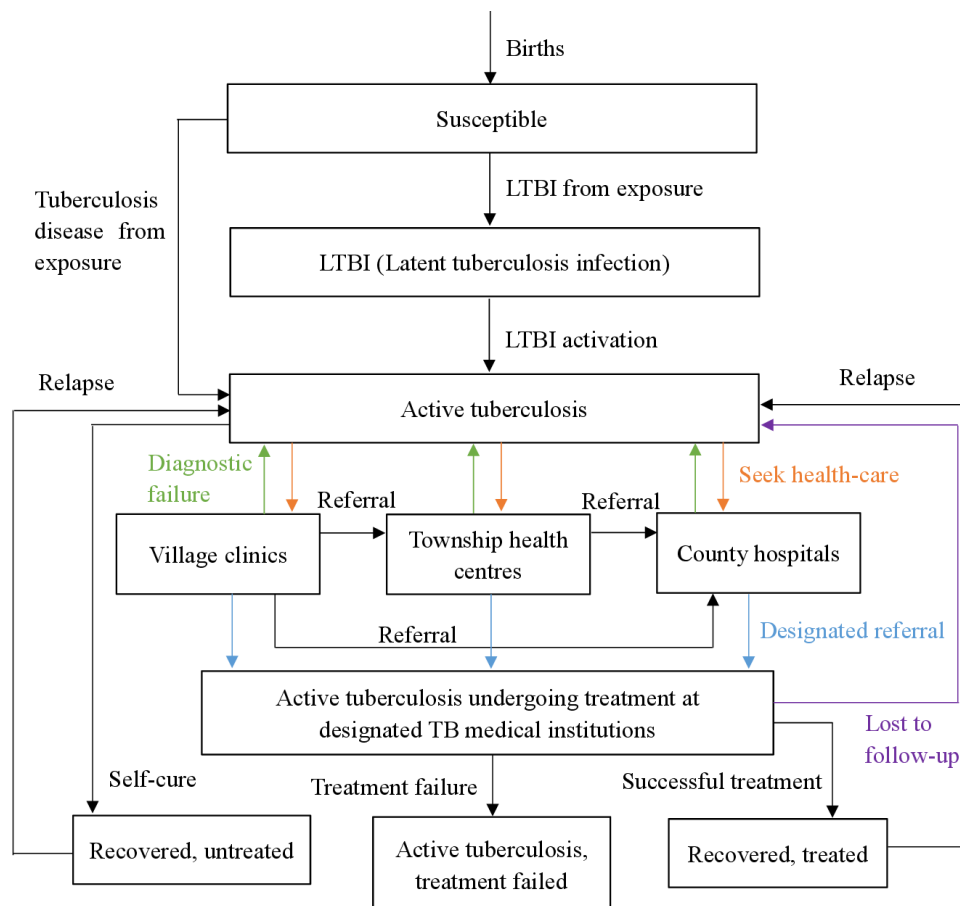 Births
Susceptible
LTBI from exposure
Tuberculosis
disease from
exposure
LTBI (Latent tuberculosis infection)
LTBI activation
Relapse
Relapse
Active tuberculosis
Diagnostic
failure
Seek health-care
Referral
Referral
Village clinics
Township health
centres
County hospitals
Referral
Designated referral
Active tuberculosis undergoing treatment at
designated TB medical institutions
Lost to
follow-up
Self-cure
Treatment failure
Successful treatment
Recovered, untreated
Active tuberculosis,
treatment failed
Recovered, treated